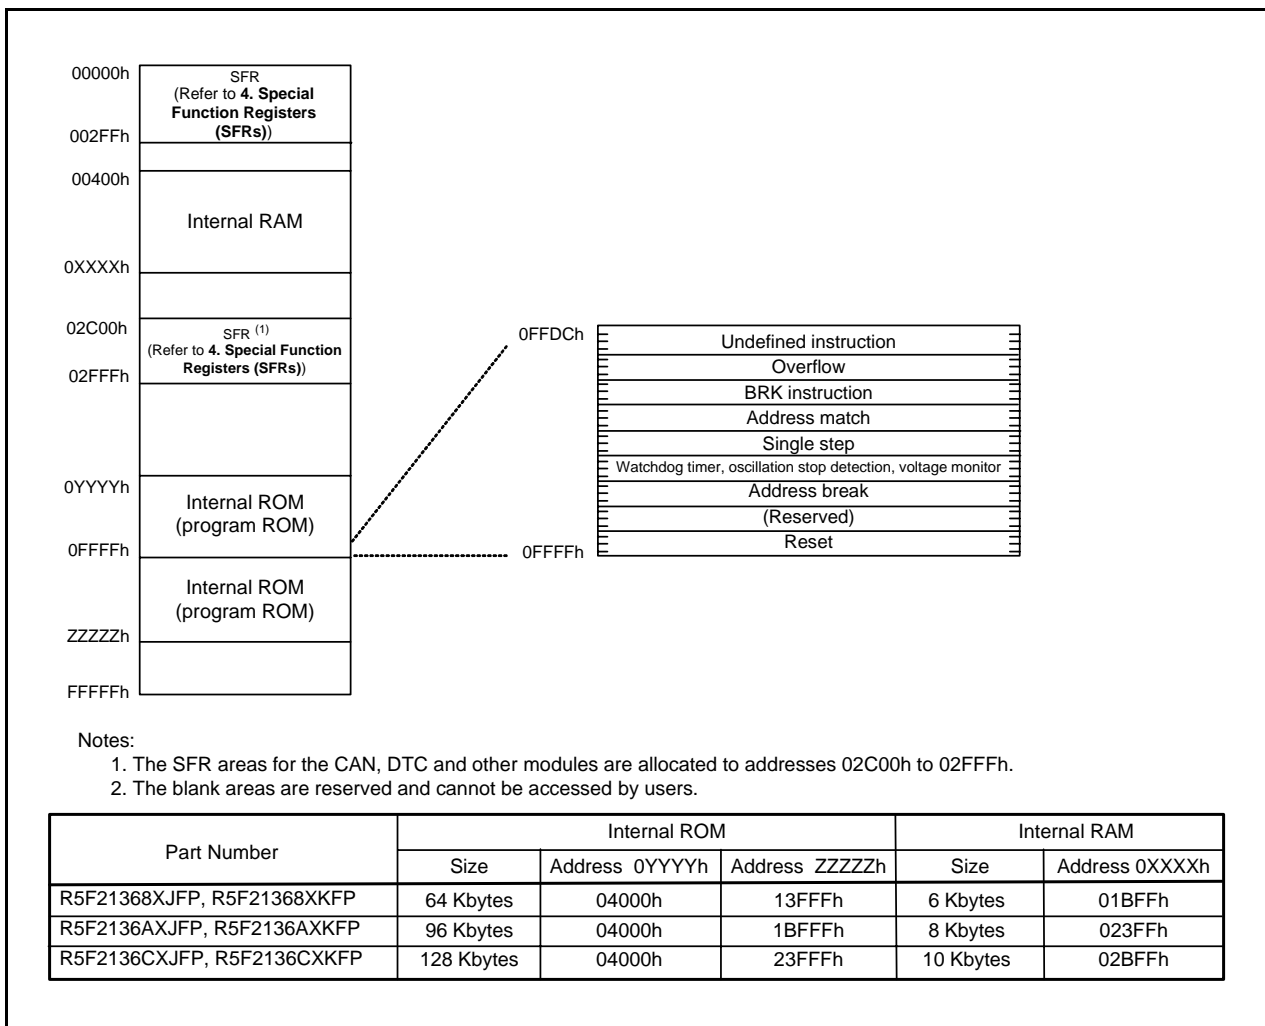 00000h
SFR
(Refer to 4. Special
Function Registers
(SFRs))
002FFh
00400h
Internal RAM
0XXXXh
02C00h
SFR (1)
(Refer to 4. Special Function
Registers (SFRs))
02FFFh
0YYYYh
Internal ROM
(program ROM)
0FFFFh
Internal ROM
(program ROM)
ZZZZZh
FFFFFh
0FFDCh
Undefined instruction
Overflow
BRK instruction
Address match
Single step
Watchdog timer, oscillation stop detection, voltage monitor
Address break
(Reserved)
Reset
0FFFFh
Notes:
1. The SFR areas for the CAN, DTC and other modules are allocated to addresses 02C00h to 02FFFh.
2. The blank areas are reserved and cannot be accessed by users.
Part Number Internal ROM Internal RAM
Size Address 0YYYYh Address ZZZZZh Size Address 0XXXXh
R5F21368XJFP, R5F21368XKFP 64 Kbytes 04000h 13FFFh 6 Kbytes 01BFFh
R5F2136AXJFP, R5F2136AXKFP 96 Kbytes 04000h 1BFFFh 8 Kbytes 023FFh
R5F2136CXJFP, R5F2136CXKFP 128 Kbytes 04000h 23FFFh 10 Kbytes 02BFFh